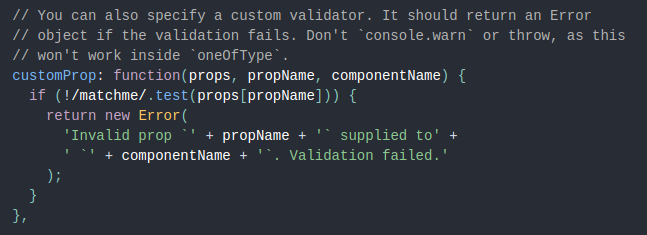 // You can also specify a custom validator. It should return an Error
// object if the validation fails. Don't `console.warn` or throw, as this
// won't work inside `oneOfType`.
customProp: function(props, propName, componentName) {
  if (!/matchme/.test(props[propName])) {
    return new Error(
      'Invalid prop `' + propName + '` supplied to' +
      ' `' + componentName + '`. Validation failed.'
    );
  }
},